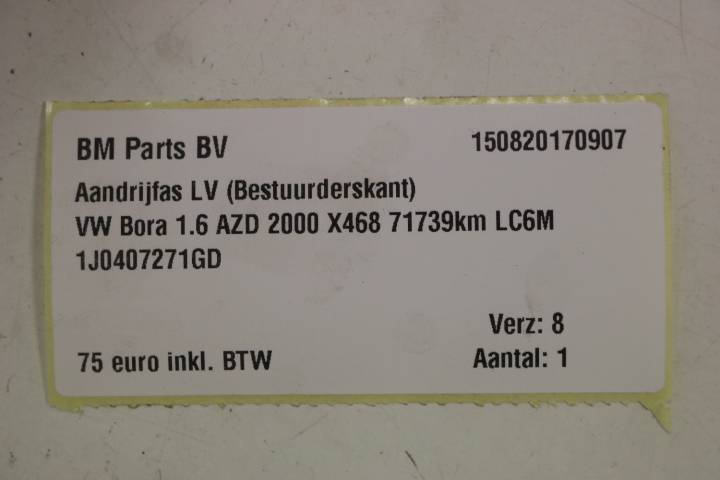 BM Parts BV 150820170907
Aandrijfas LV (Bestuurderskant)
VW Bora 1.6 AZD 2000 X468 71739km LC6M
1J0407271GD
Verz: 8
75 euro inkl. BTW Aantal: 1